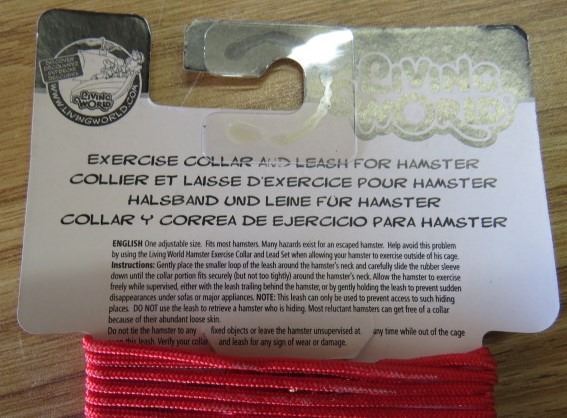 LIVING WORLD
WWW.LIVINGWORLD.COM
LIVING WORLD
EXERCISE COLLAR AND LEASH FOR HAMSTER
COLLIER ET LAISSE D'EXERCICE POUR HAMSTER
HALSBAND UND LEINE FÜR HAMSTER
COLLAR Y CORREA DE EJERCICIO PARA HAMSTER
ENGLISH One adjustable size. Fits most hamsters. Many hazards exist for an escaped hamster. Help avoid this problem
by using the Living World Hamster Exercise Collar and Lead Set when allowing your hamster to exercise outside of his cage.
Instructions: Gently place the smaller loop of the leash around the hamster's neck and carefully slide the rubber sleeve
down until the collar portion fits securely (but not too tightly) around the hamster's neck. Allow the hamster to exercise
freely while supervised, either with the leash trailing behind the hamster, or by gently holding the leash to prevent sudden
disappearances under sofas or major appliances. NOTE: This leash can only be used to prevent access to such hiding
places. DO NOT use the leash to retrieve a hamster who is hiding. Most reluctant hamsters can get free of a collar
because of their abundant loose skin.
Do not tie the hamster to any fixed objects or leave the hamster unsupervised at any time while out of the cage
on this leash. Verify your collar and leash for any sign of wear or damage.